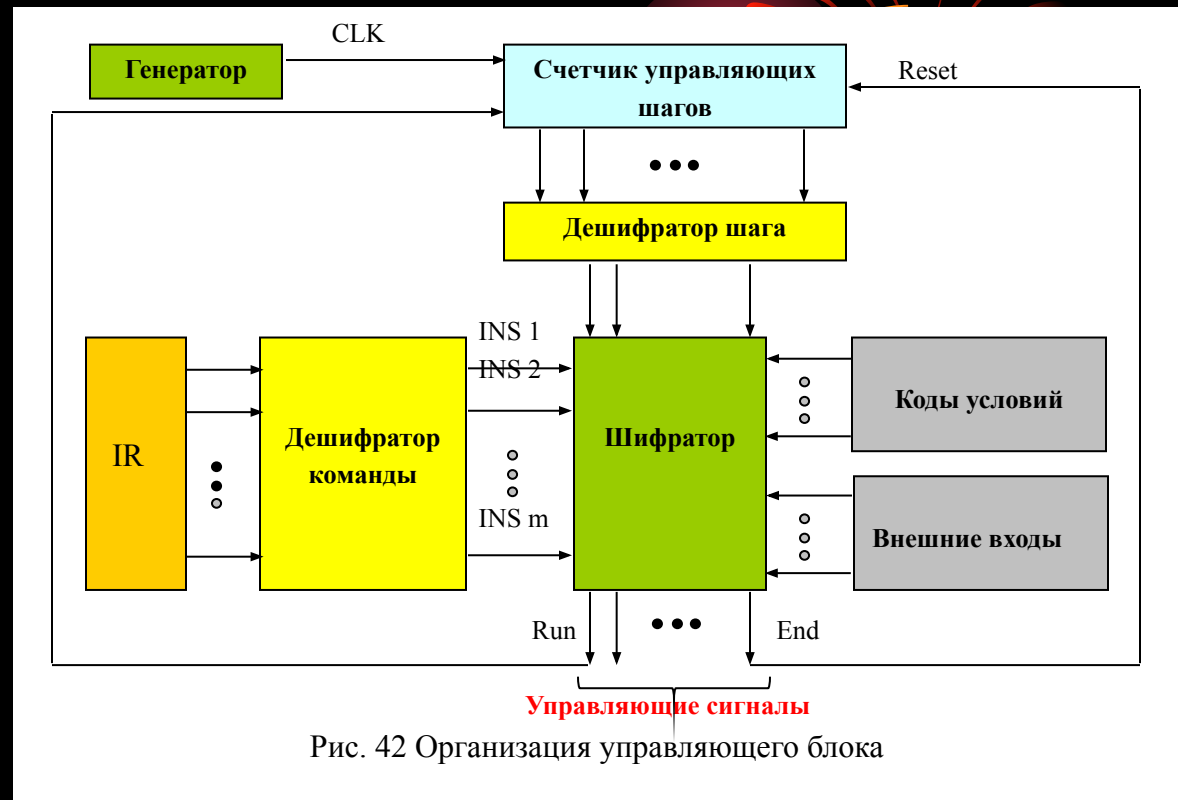 CLK
Генератор
Счетчик управляющих
шагов
Reset
Дешифратор шага
INS 1
INS 2
IR
Дешифратор
команды
Шифратор
Коды условий
INS m
Внешние входы
Run
End
Управляющие сигналы
Рис. 42 Организация управляющего блока